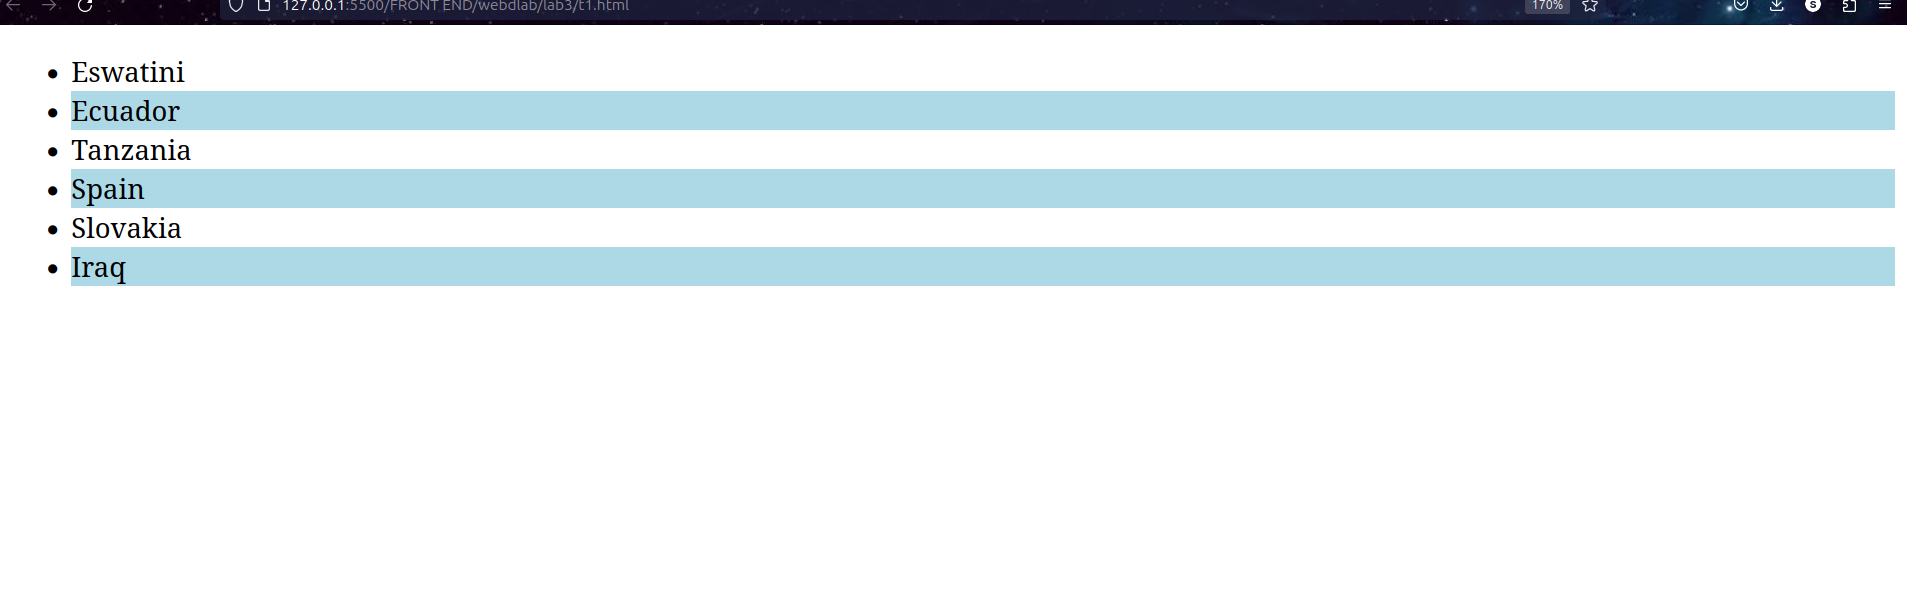 127.0.0.1:5500/FRONT END/webdlab/lab3/t1.html
170%
S
Eswatini
Ecuador
Tanzania
Spain
Slovakia
Iraq